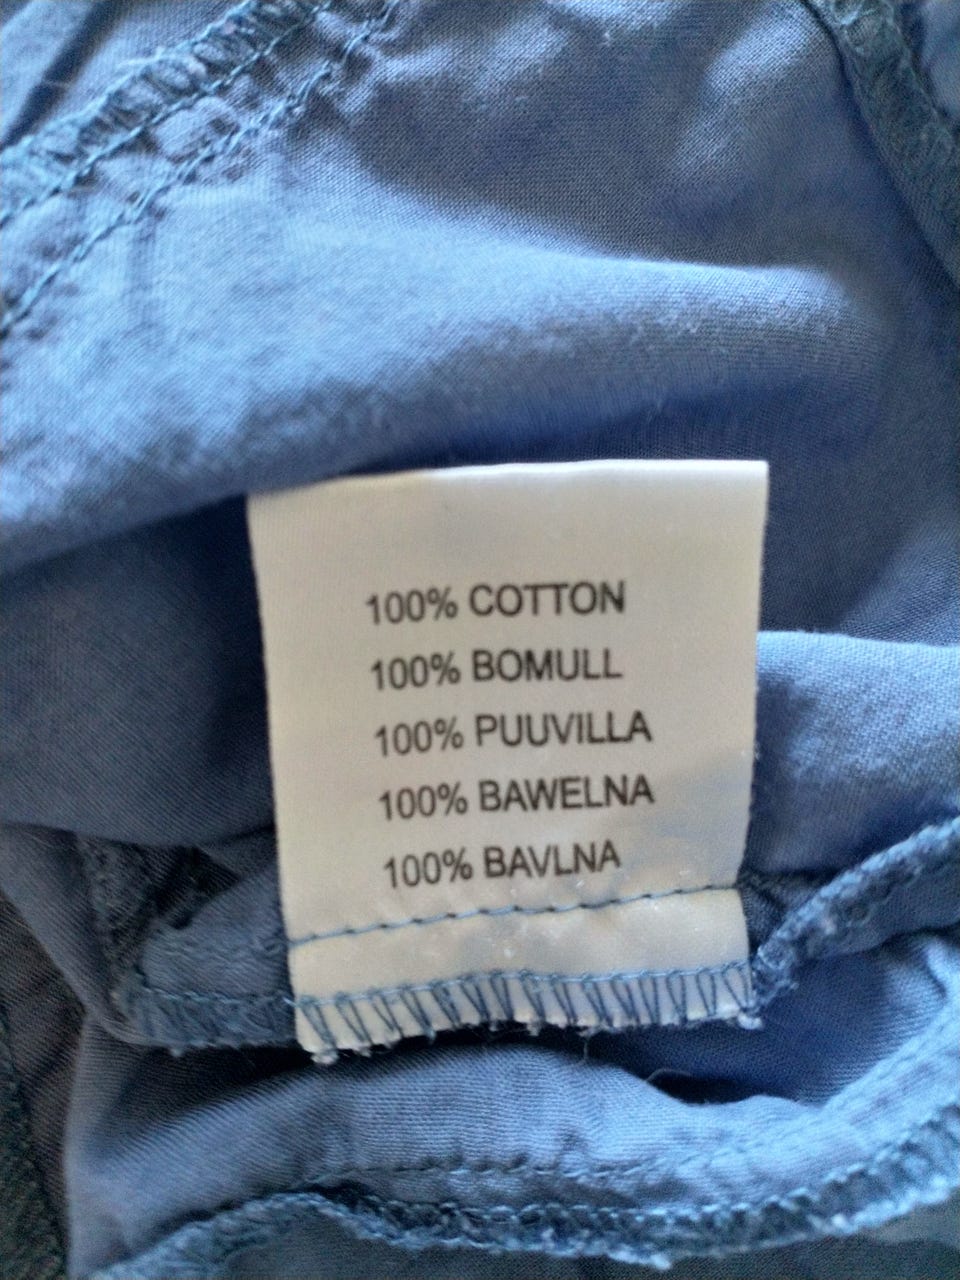 100% COTTON
100% BOMULL
100% PUUVILLA
100% BAWELNA
100% BAVLNA